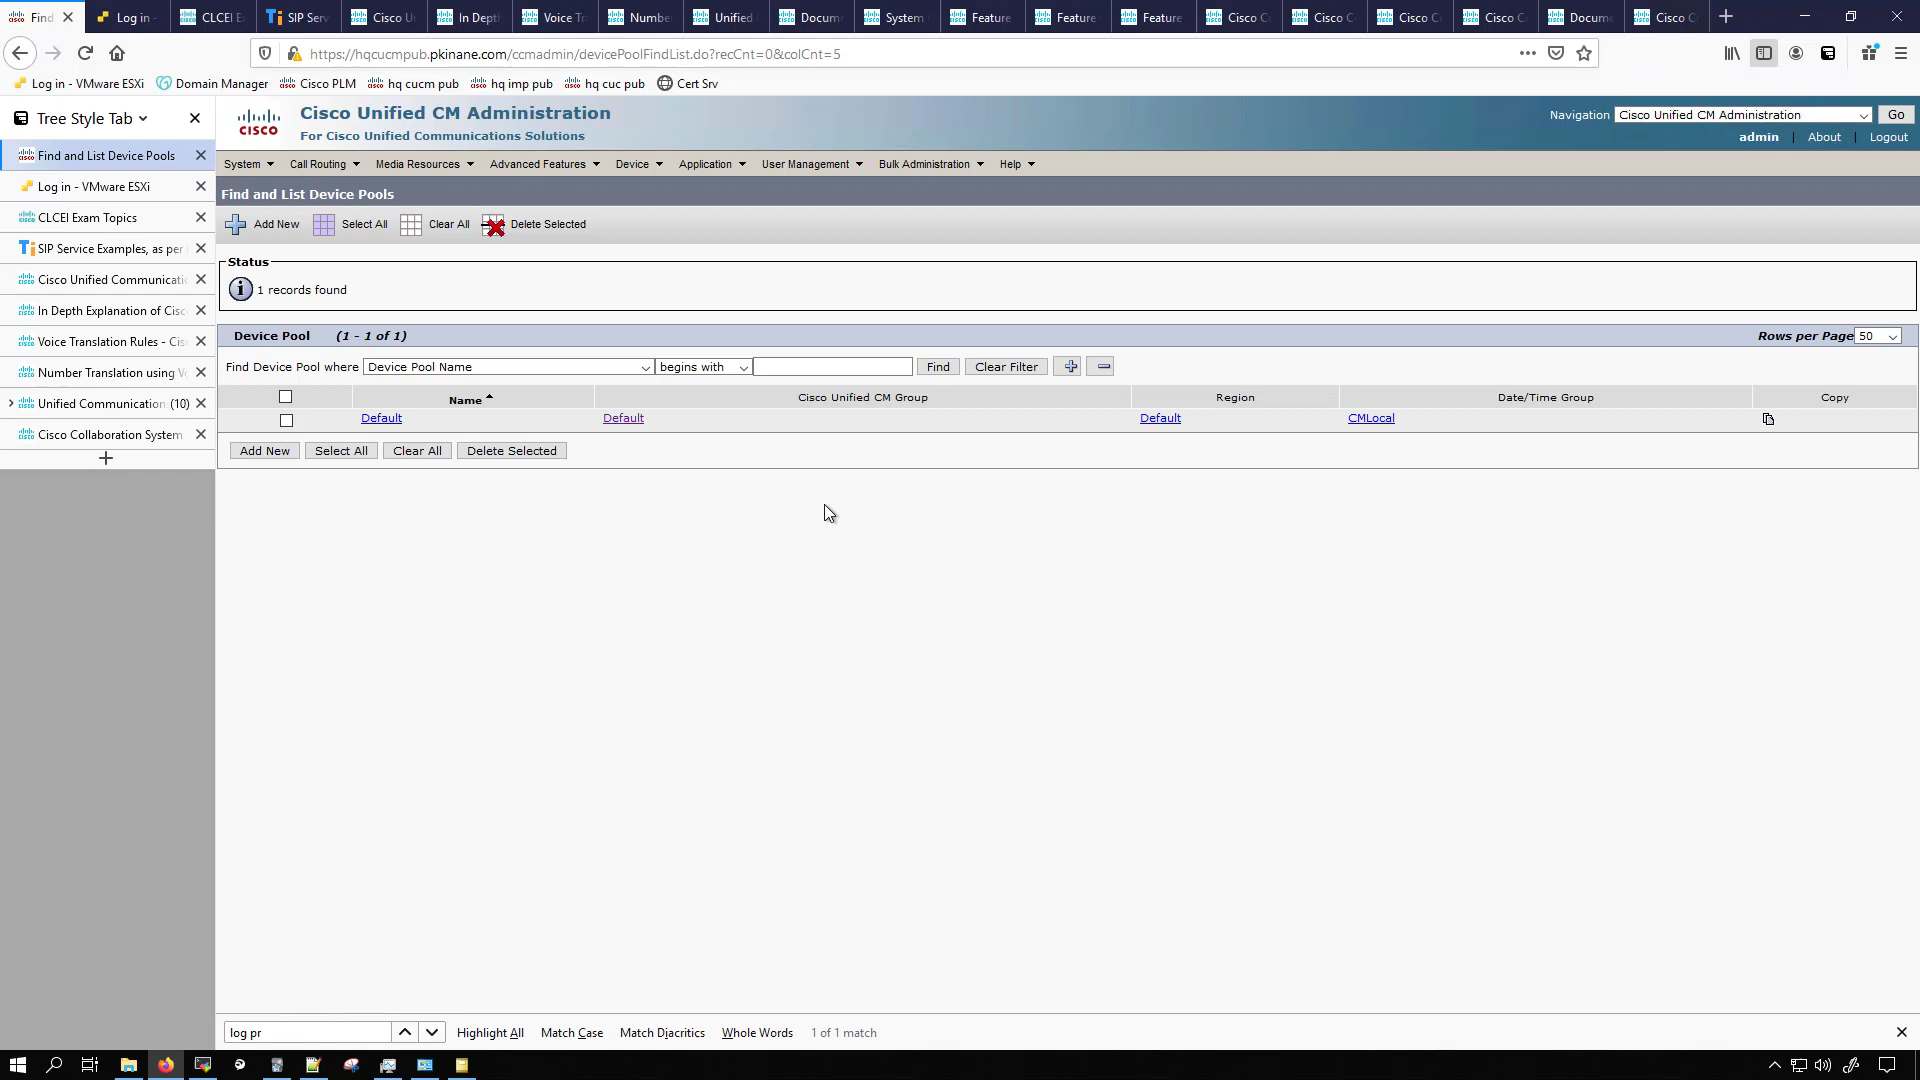 Find
Log in -
CLCEI E
SIP Serv
Cisco U
In Dept
Voice Tr
Number
Unified
Docum
System
Feature
Feature
Feature
Cisco C
Cisco C
Cisco C
Cisco C
Docum
Cisco C
https://hqcucmpub.pkinane.com/ccmadmin/devicePoolFindList.do?recCnt=0&colCnt=5
Log in - VMware ESXi
Domain Manager
Cisco PLM
hq cucm pub
hq imp pub
hq cuc pub
Cert Srv
Tree Style Tab
Find and List Device Pools
Log in - VMware ESXi
CLCEI Exam Topics
SIP Service Examples, as per
Cisco Unified Communicatio
In Depth Explanation of Cisc
Voice Translation Rules - Cis
Number Translation using Vo
Unified Communication (10)
Cisco Collaboration System
CISCO
Cisco Unified CM Administration
For Cisco Unified Communications Solutions
Navigation Cisco Unified CM Administration Go
admin | About | Logout
System Call Routing Media Resources Advanced Features Device Application User Management Bulk Administration Help
Find and List Device Pools
Add New Select All Clear All Delete Selected
Status
1 records found
Device Pool (1 - 1 of 1) Rows per Page 50
Find Device Pool where Device Pool Name begins with Find Clear Filter
Name Cisco Unified CM Group Region Date/Time Group Copy
Default Default Default CMLocal
Add New Select All Clear All Delete Selected
log pr Highlight All Match Case Match Diacritics Whole Words 1 of 1 match